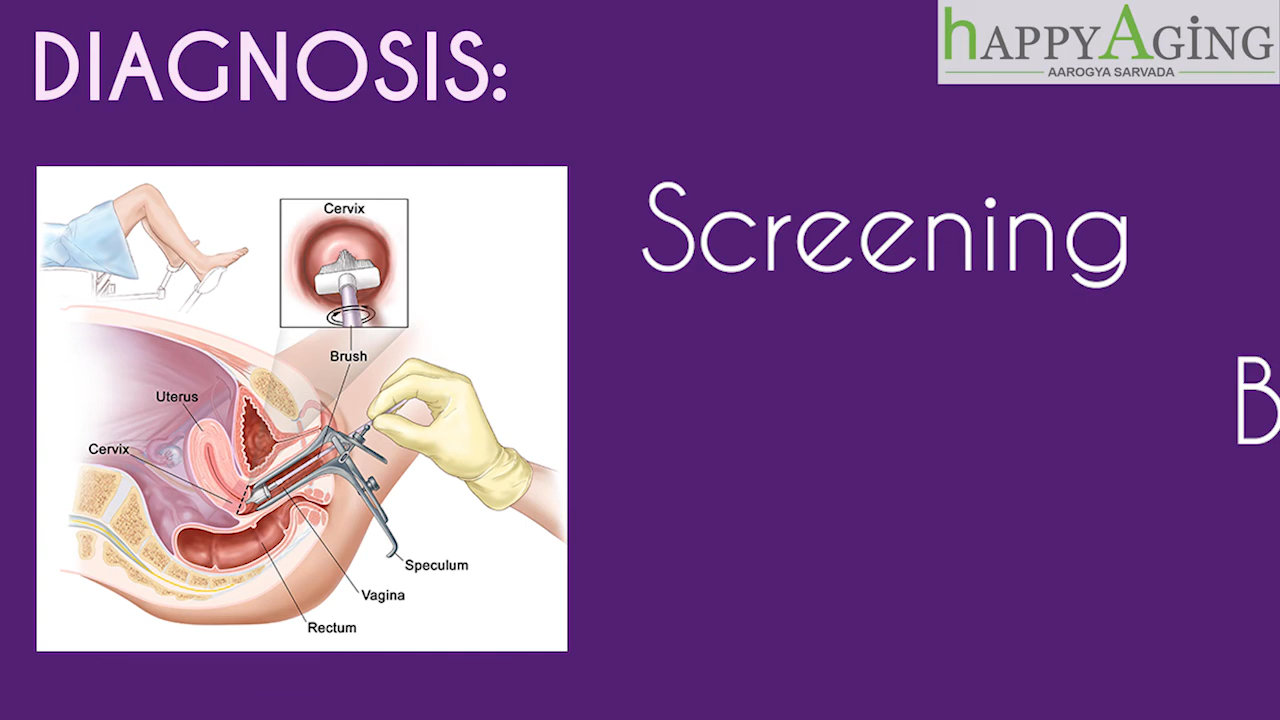 DIAGNOSIS:
hAPPYAGiNG
AAROGYA SARVADA
Screening
B
Cervix
Brush
Uterus
Cervix
Speculum
Vagina
Rectum